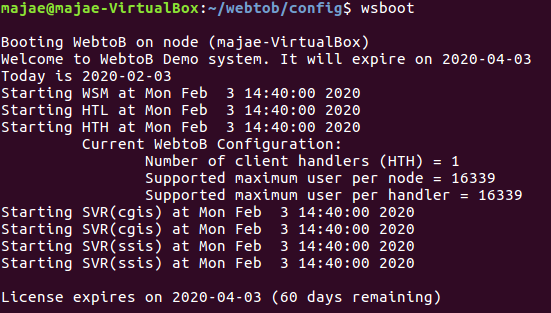 majae@majae-VirtualBox:~/webtob/config$ wsboot
Booting WebtoB on node (majae-VirtualBox)
Welcome to WebtoB Demo system. It will expire on 2020-04-03
Today is 2020-02-03
Starting WSM at Mon Feb  3 14:40:00 2020
Starting HTL at Mon Feb  3 14:40:00 2020
Starting HTH at Mon Feb  3 14:40:00 2020
Current WebtoB Configuration:
Number of client handlers (HTH) = 1
Supported maximum user per node = 16339
Supported maximum user per handler = 16339
Starting SVR(cgis) at Mon Feb  3 14:40:00 2020
Starting SVR(cgis) at Mon Feb  3 14:40:00 2020
Starting SVR(ssis) at Mon Feb  3 14:40:00 2020
Starting SVR(ssis) at Mon Feb  3 14:40:00 2020
License expires on 2020-04-03 (60 days remaining)